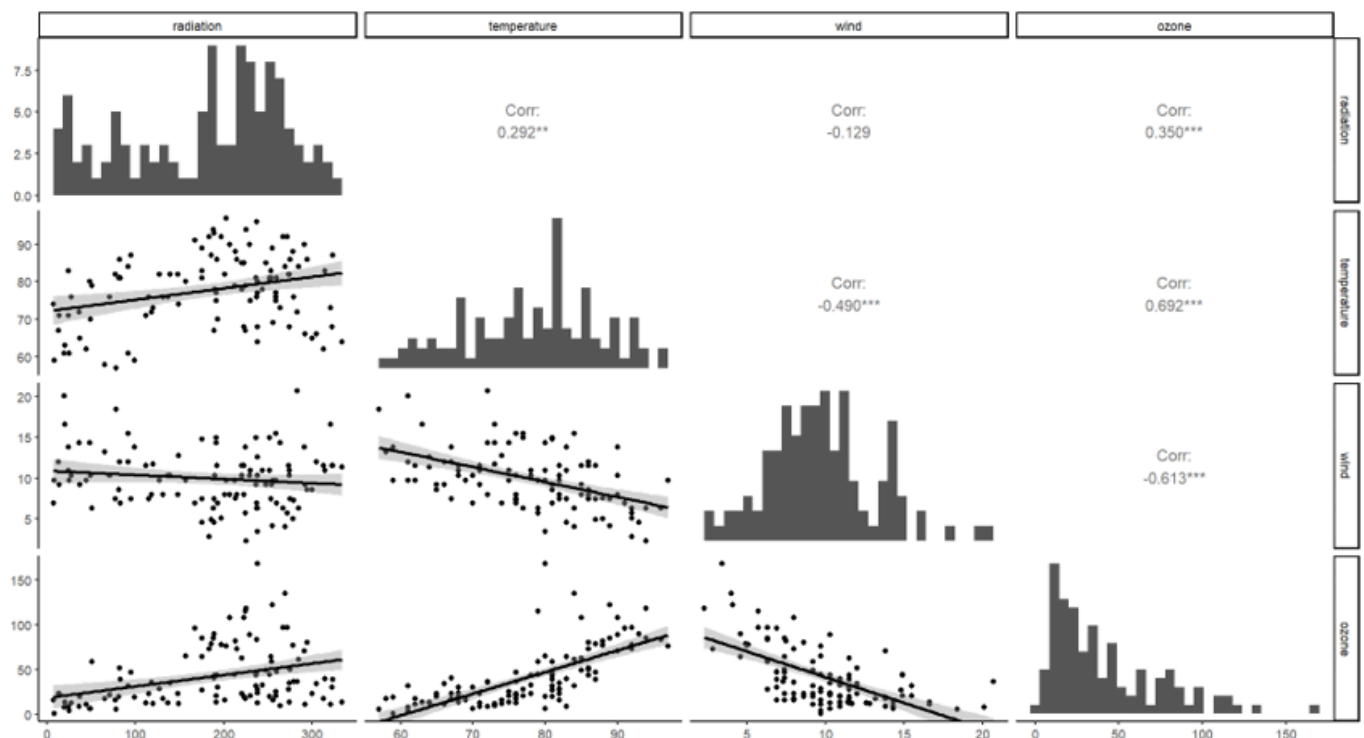 radiation temperature wind ozone
7.5
5.0
2.5
0.0
Corr:
0.292**
Corr:
-0.129
Corr:
0.350***
radiation
90
80
70
60
Corr:
-0.490***
Corr:
0.692***
temperature
20
15
10
5
Corr:
-0.613***
wind
150
100
50
0
ozone
0 100 200 300 60 70 80 90 5 10 15 20 0 50 100 150